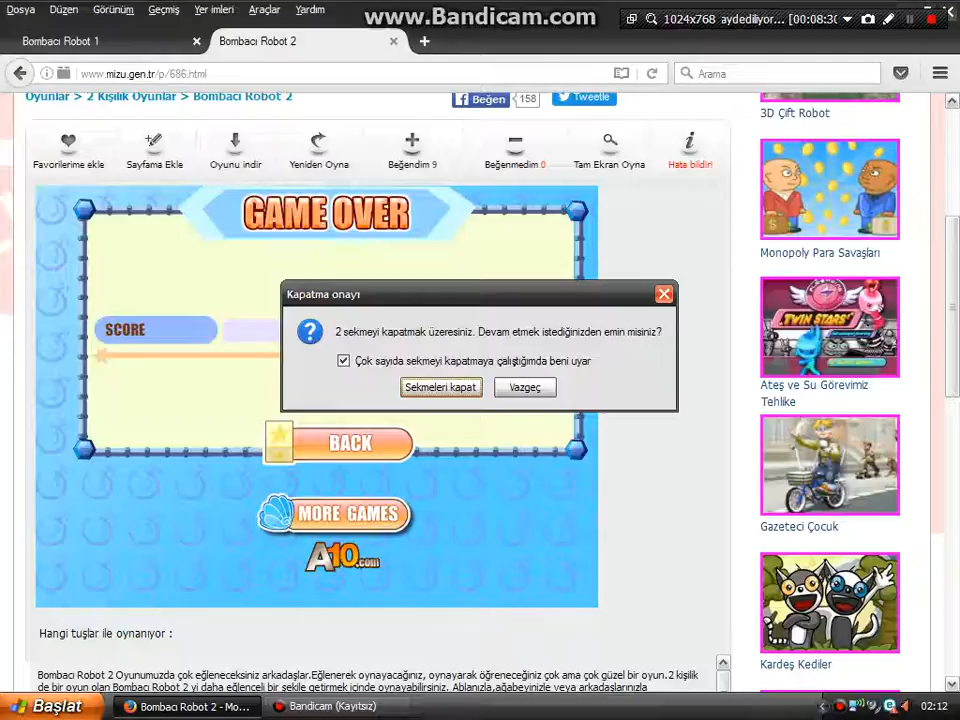 Dosya Düzen Görünüm Geçmiş Yer imleri Araçlar Yardım
www.Bandicam.com
1024x768 aydediliyor... [00:08:30
Bombacı Robot 1
Bombacı Robot 2
www.mizu.gen.tr/p/686.html
Arama
Oyunlar > 2 Kişilik Oyunlar > Bombacı Robot 2
Beğen 158 Tweetle
Favorilerime ekle Sayfama Ekle Oyunu indir Yeniden Oyna Beğendim 9 Beğenmedim 0 Tam Ekran Oyna Hata bildir!
GAME OVER
SCORE
Kapatma onayı
2 sekmeyi kapatmak üzeresiniz. Devam etmek istediğinizden emin misiniz?
Çok sayıda sekmeyi kapatmaya çalıştığımda beni uyar
Sekmeleri kapat Vazgeç
BACK
MORE GAMES
A10.com
3D Çift Robot
Monopoly Para Savaşları
TWIN STARS
Ateş ve Su Görevimiz
Tehlike
Gazeteci Çocuk
Kardeş Kediler
Hangi tuşlar ile oynanıyor :
Bombacı Robot 2 Oyunumuzda çok eğleneceksiniz arkadaşlar.Eğlenerek oynayacağınız, oynayarak öğreneceğiniz çok ama çok güzel bir oyun.2 kişilik
de bir oyun olan Bombacı Robot 2 yi daha eğlenceli bir şekile getirmek içinde oynayabilirsiniz. Ablanızla,ağabeyinizle veya arkadaşlarınızla
Başlat
Bombacı Robot 2 - Mo...
Bandicam (Kayıtsız)
02:12